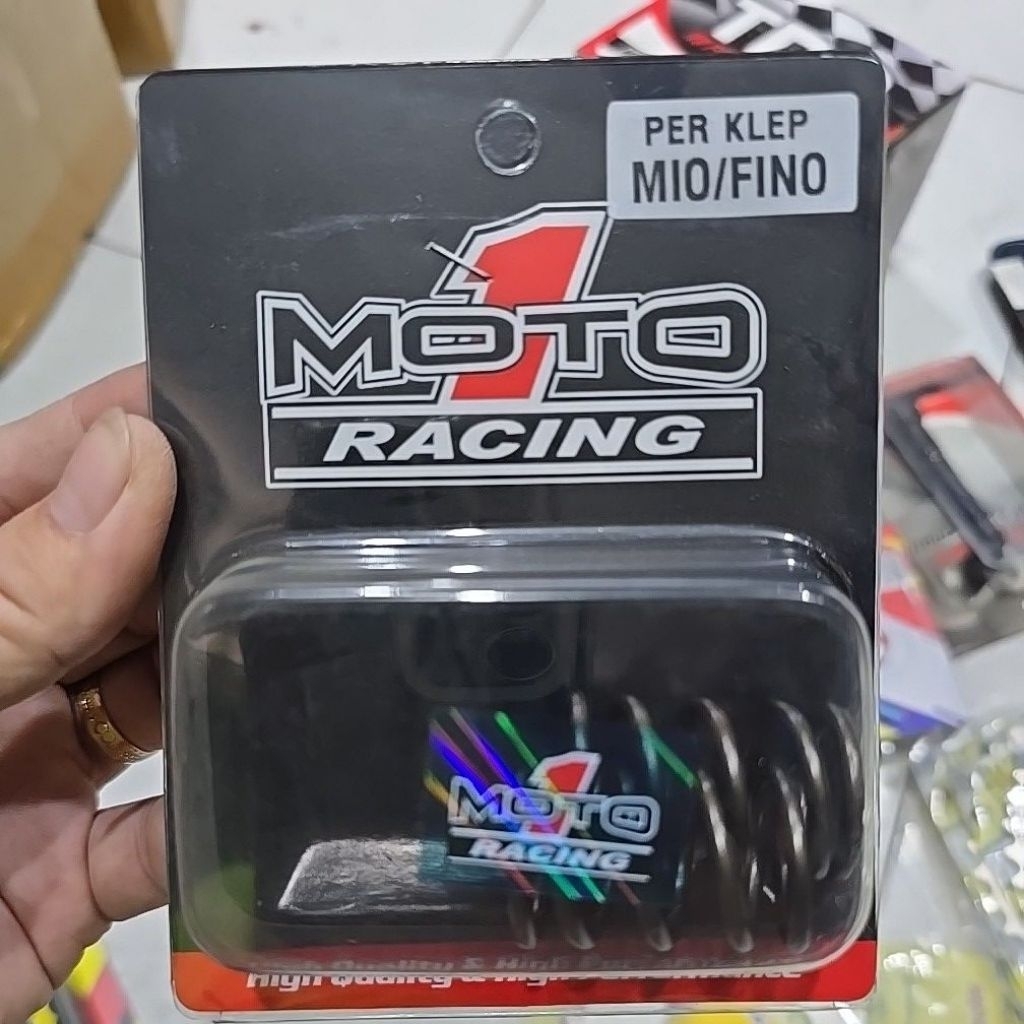 PER KLEP
MIO/FINO
1
MOTO
RACING
1
MOTO
RACING
High Quality & High Performance